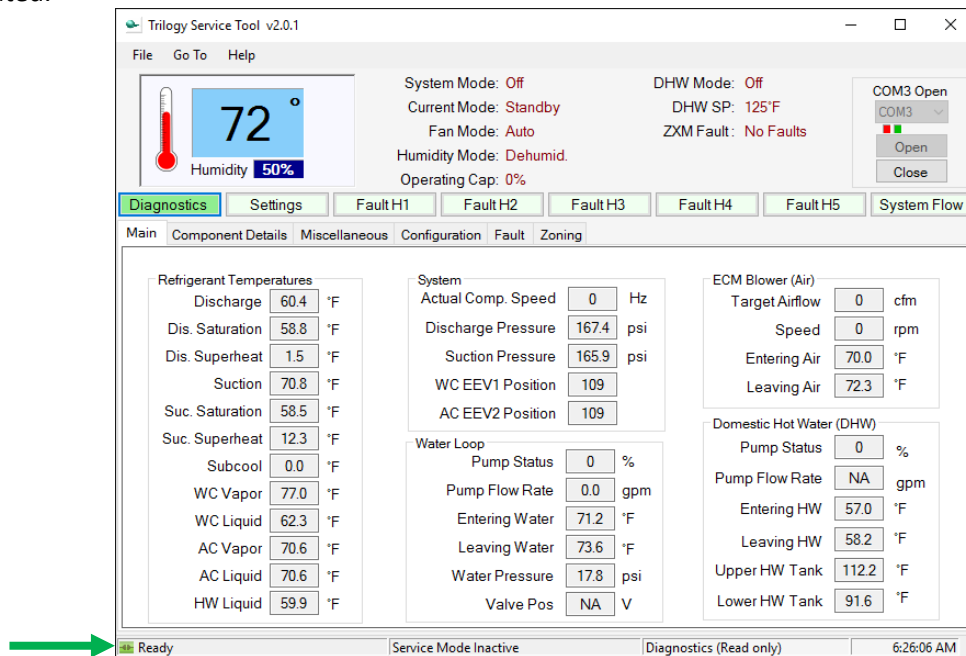 Trilogy Service Tool v2.0.1
File Go To Help
72 °
Humidity 50%
System Mode: Off
Current Mode: Standby
Fan Mode: Auto
Humidity Mode: Dehumid.
Operating Cap: 0%
DHW Mode: Off
DHW SP: 125°F
ZXM Fault: No Faults
COM3 Open
COM3
Open
Close
Diagnostics Settings Fault H1 Fault H2 Fault H3 Fault H4 Fault H5 System Flow
Main Component Details Miscellaneous Configuration Fault Zoning
Refrigerant Temperatures
Discharge 60.4 °F
Dis. Saturation 58.8 °F
Dis. Superheat 1.5 °F
Suction 70.8 °F
Suc. Saturation 58.5 °F
Suc. Superheat 12.3 °F
Subcool 0.0 °F
WC Vapor 77.0 °F
WC Liquid 62.3 °F
AC Vapor 70.6 °F
AC Liquid 70.6 °F
HW Liquid 59.9 °F
System
Actual Comp. Speed 0 Hz
Discharge Pressure 167.4 psi
Suction Pressure 165.9 psi
WC EEV1 Position 109
AC EEV2 Position 109
Water Loop
Pump Status 0 %
Pump Flow Rate 0.0 gpm
Entering Water 71.2 °F
Leaving Water 73.6 °F
Water Pressure 17.8 psi
Valve Pos NA V
ECM Blower (Air)
Target Airflow 0 cfm
Speed 0 rpm
Entering Air 70.0 °F
Leaving Air 72.3 °F
Domestic Hot Water (DHW)
Pump Status 0 %
Pump Flow Rate NA gpm
Entering HW 57.0 °F
Leaving HW 58.2 °F
Upper HW Tank 112.2 °F
Lower HW Tank 91.6 °F
Ready Service Mode Inactive Diagnostics (Read only) 6:26:06 AM